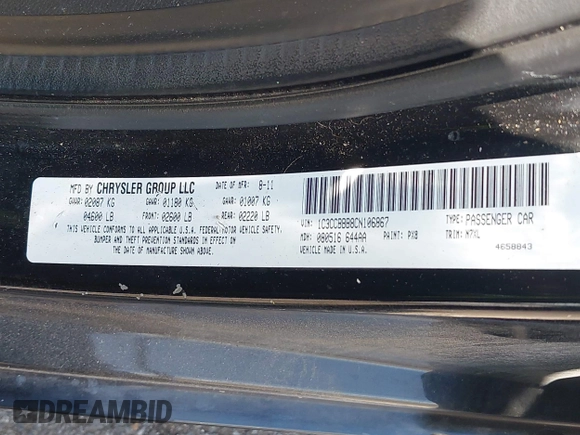 MFD BY CHRYSLER GROUP LLC DATE OF MFR 8-11
GVWR: 02087 KG GAWR: 01180 KG GAWR: 01007 KG
04600 LB FRONT: 02600 LB REAR: 02220 LB
THIS VEHICLE CONFORMS TO ALL APPLICABLE U.S.A. FEDERAL MOTOR VEHICLE SAFETY,
BUMPER AND THEFT PREVENTION STANDARDS IN EFFECT ON THE
DATE OF MANUFACTURE SHOWN ABOVE.
VIN: 1C3CCBBB8CN106867 TYPE: PASSENGER CAR
MDH: 080516 644AA PAINT: PX8 TRIM: M7XL
VEHICLE MADE IN U.S.A. 4658843
DREAMBID